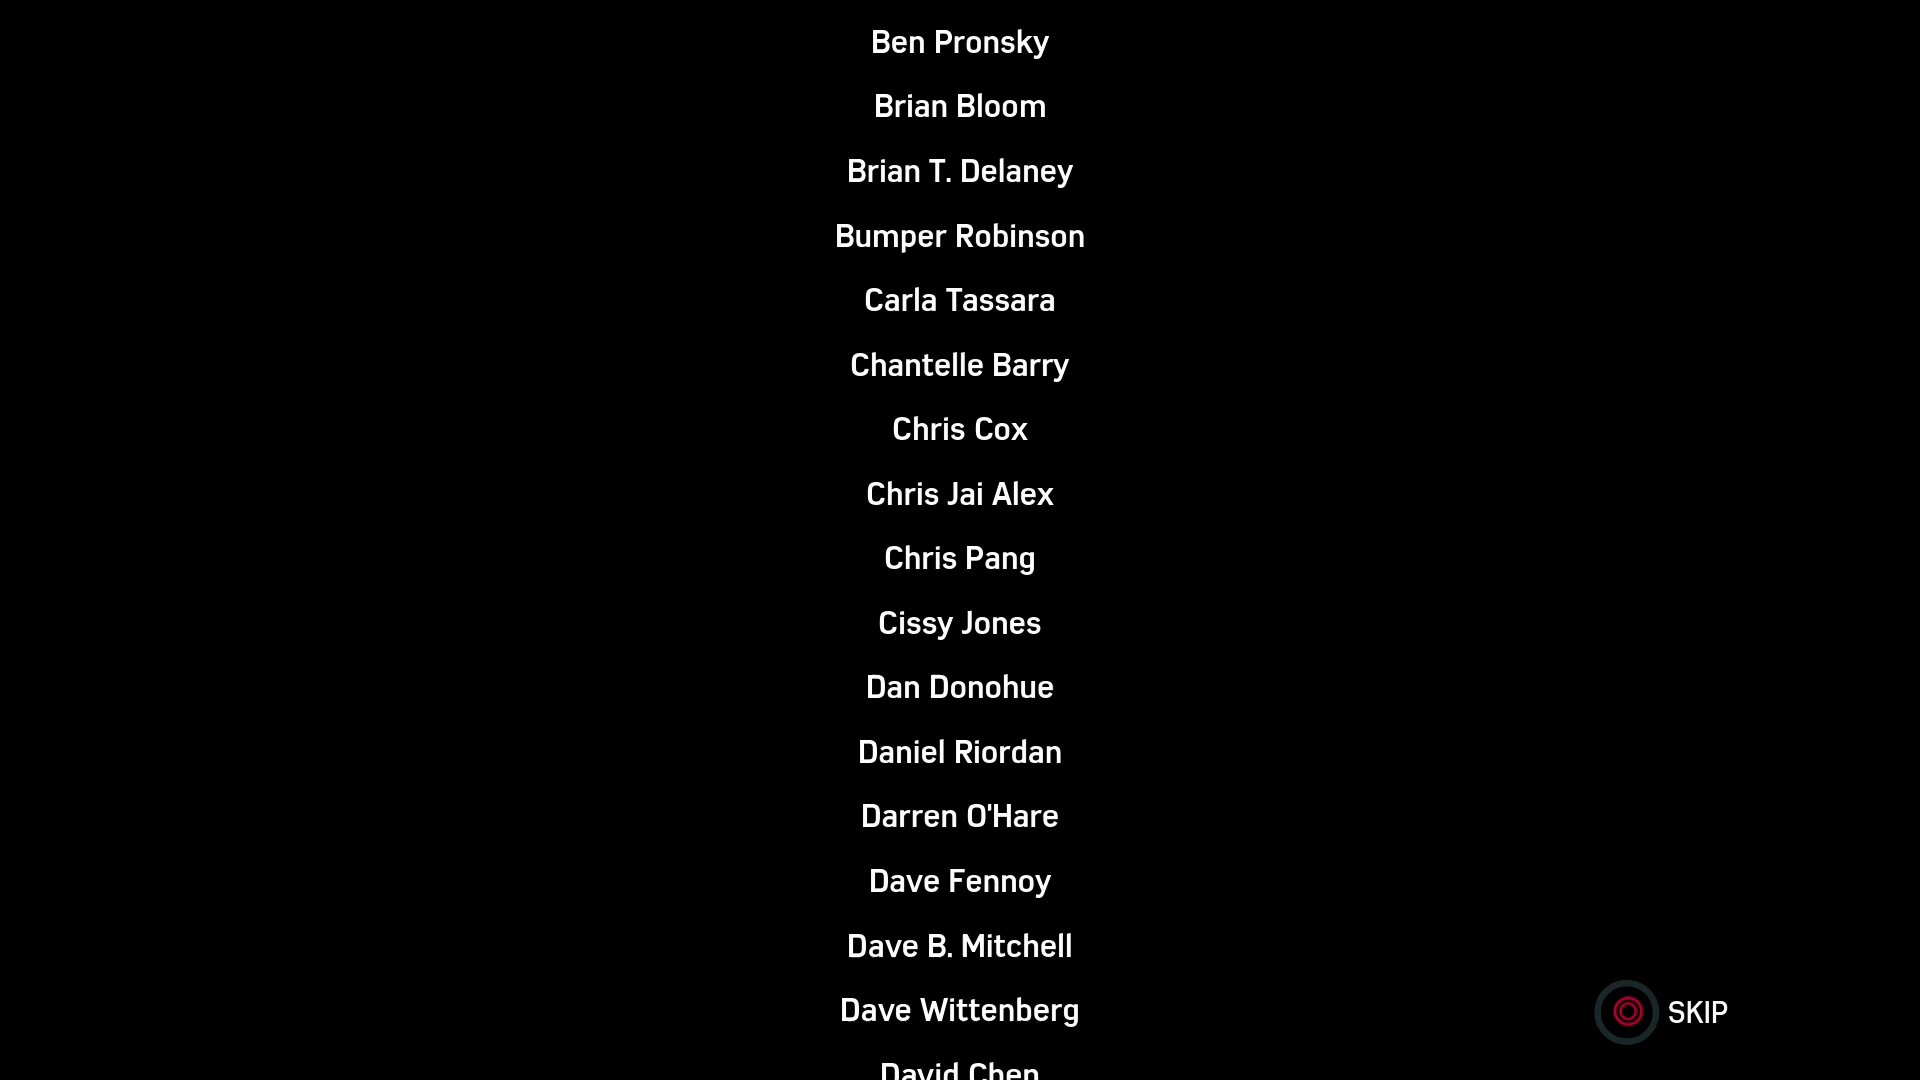 Ben Pronsky
Brian Bloom
Brian T. Delaney
Bumper Robinson
Carla Tassara
Chantelle Barry
Chris Cox
Chris Jai Alex
Chris Pang
Cissy Jones
Dan Donohue
Daniel Riordan
Darren O'Hare
Dave Fennoy
Dave B. Mitchell
Dave Wittenberg
SKIP
David Chen